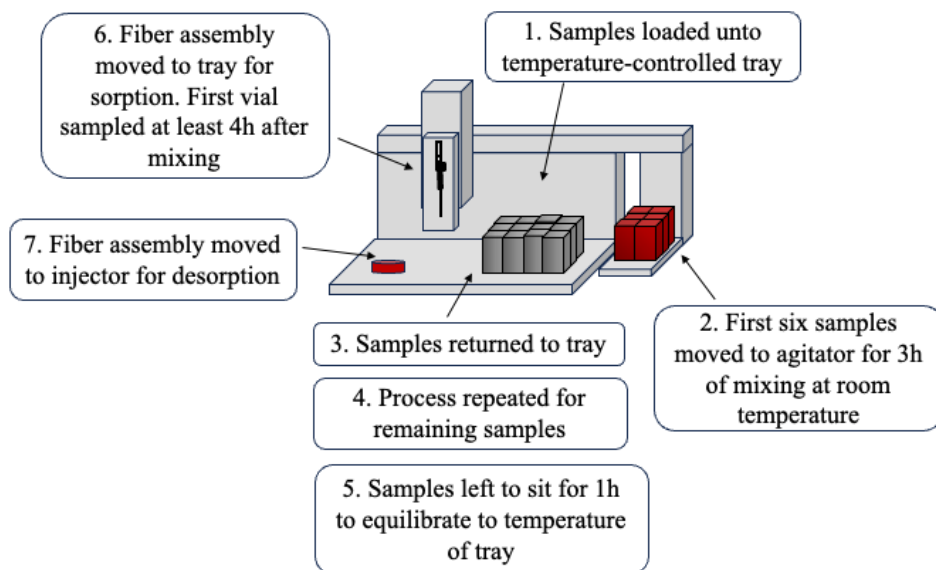 6. Fiber assembly
moved to tray for
sorption. First vial
sampled at least 4h after
mixing
1. Samples loaded unto
temperature-controlled tray
7. Fiber assembly moved
to injector for desorption
3. Samples returned to tray
2. First six samples
moved to agitator for 3h
of mixing at room
temperature
4. Process repeated for
remaining samples
5. Samples left to sit for 1h
to equilibrate to temperature
of tray